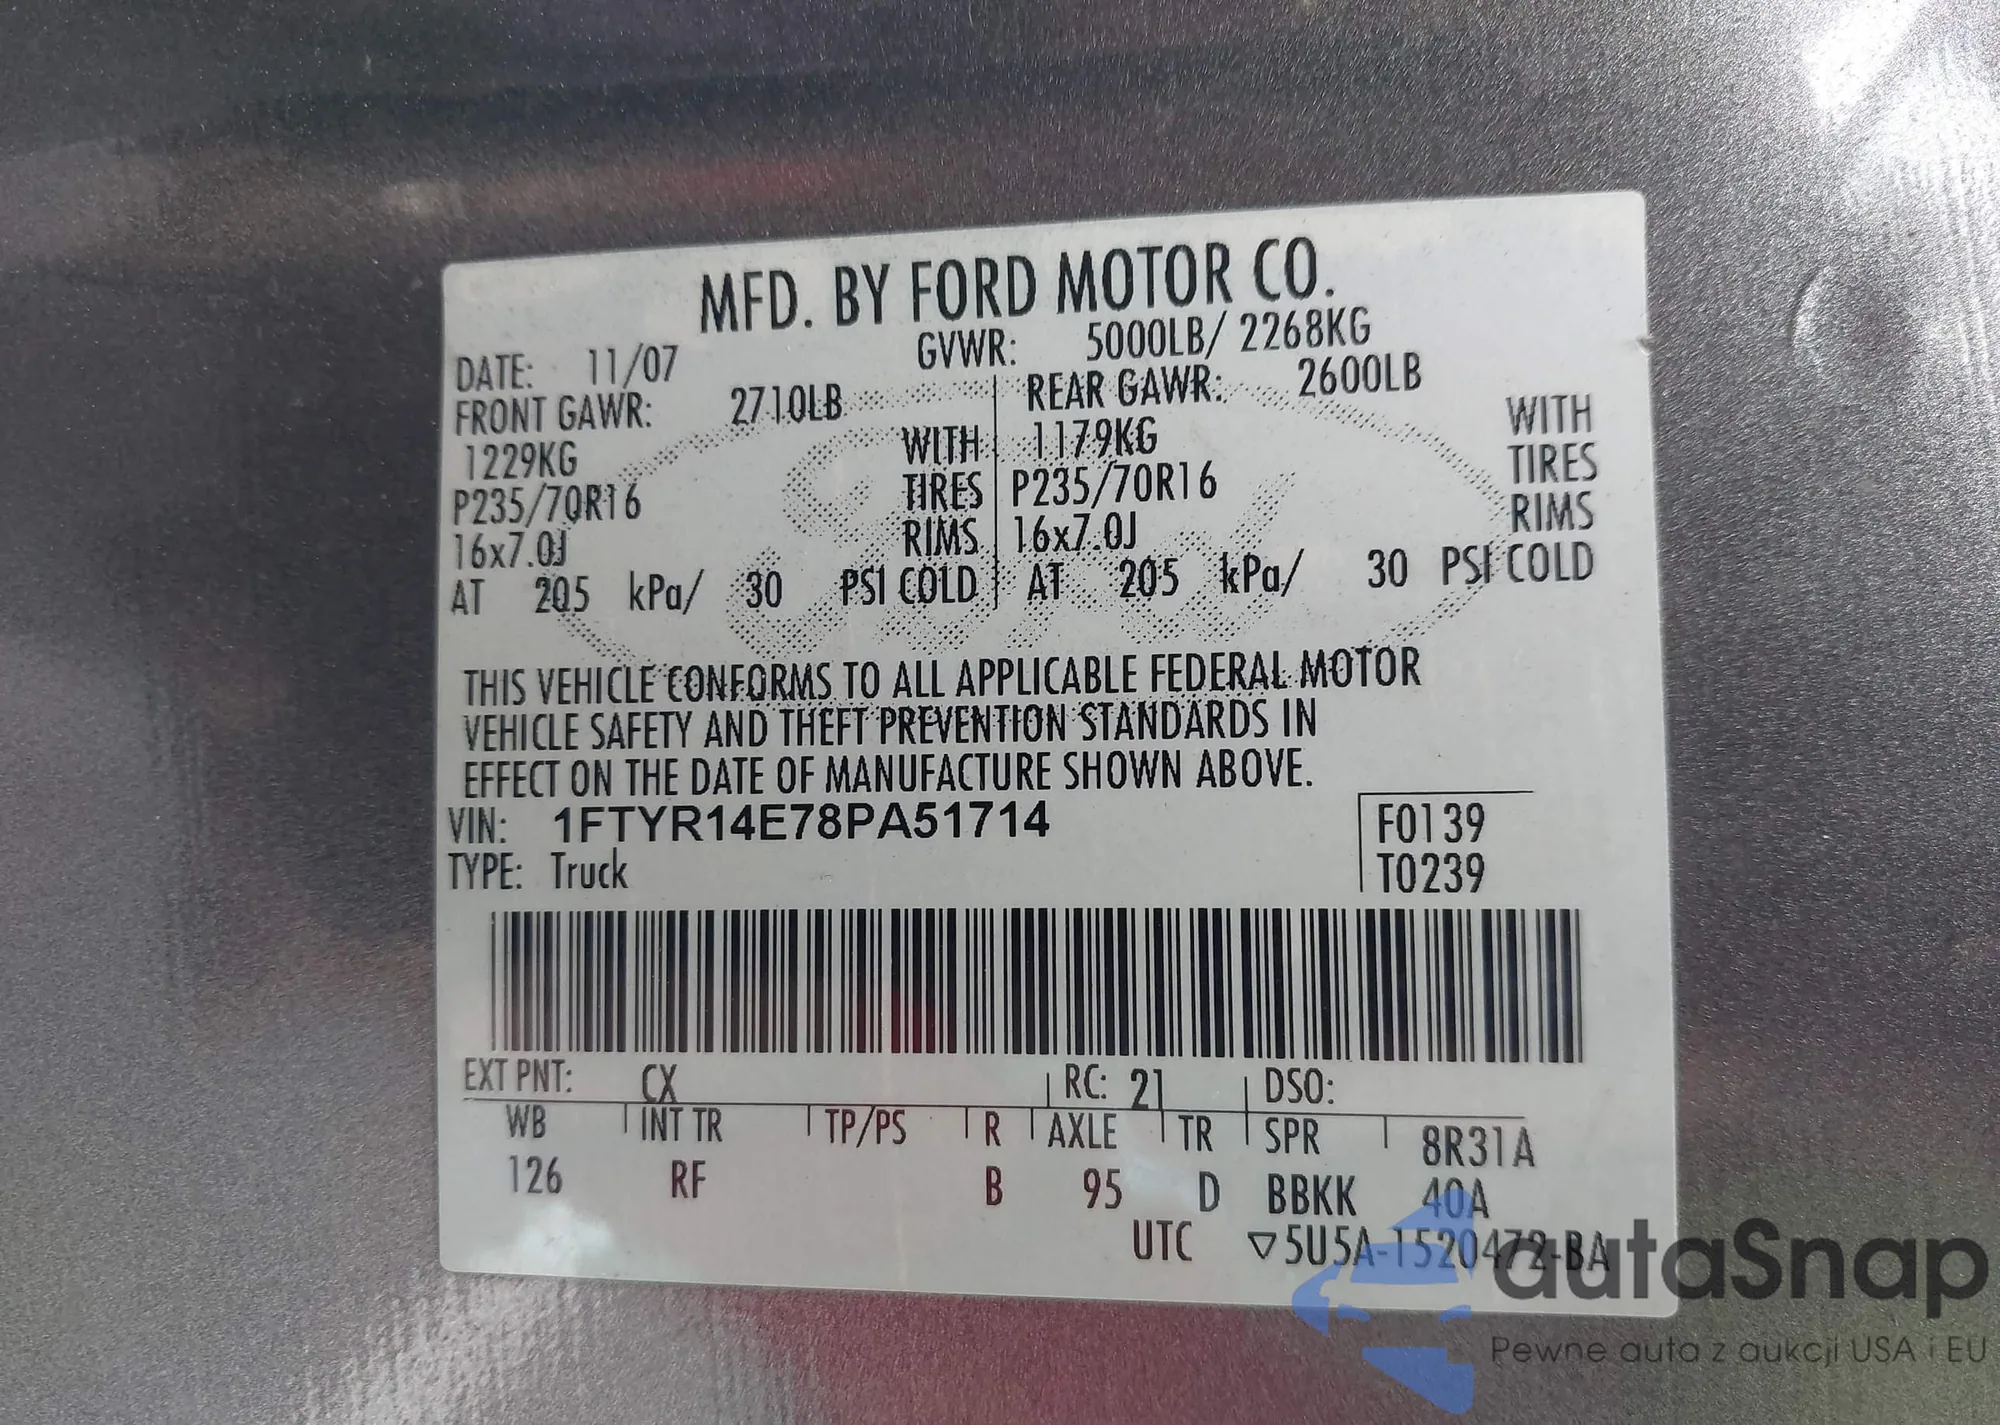 MFD. BY FORD MOTOR CO.
DATE: 11/07 GVWR: 5000LB/ 2268KG
FRONT GAWR: 2710LB REAR GAWR: 2600LB
1229KG WITH 1179KG WITH
P235/70R16 TIRES P235/70R16 TIRES
16x7.0J RIMS 16x7.0J RIMS
AT 205 kPa/ 30 PSI COLD AT 205 kPa/ 30 PSI COLD
THIS VEHICLE CONFORMS TO ALL APPLICABLE FEDERAL MOTOR
VEHICLE SAFETY AND THEFT PREVENTION STANDARDS IN
EFFECT ON THE DATE OF MANUFACTURE SHOWN ABOVE.
VIN: 1FTYR14E78PA51714 F0139
TYPE: Truck T0239
EXT PNT: CX RC: 21 DSO:
WB INT TR TP/PS R AXLE TR SPR 8R31A
126 RF B 95 D BBKK 40A
UTC ▽5U5A-1520472-BA
autaSnap
Pewne auta z aukcji USA i EU